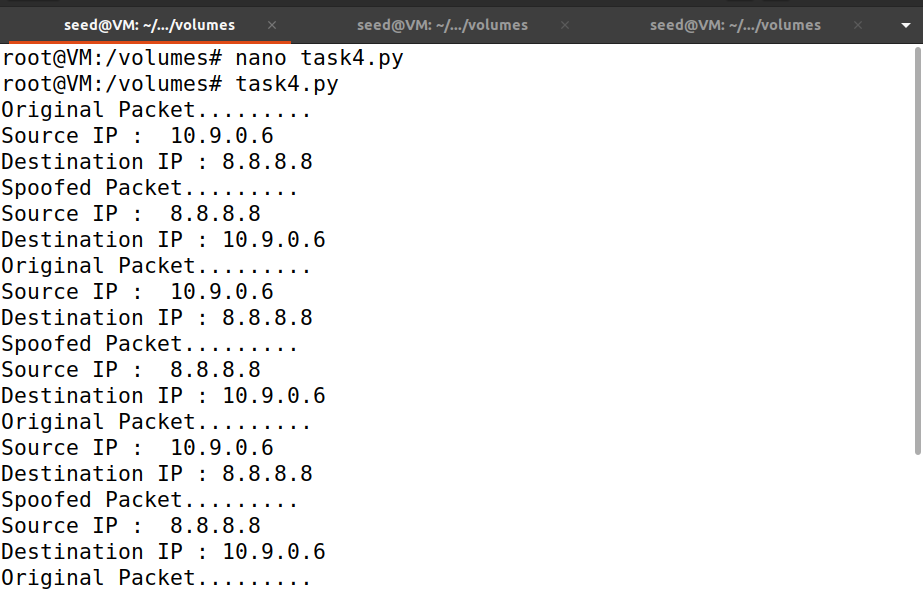 seed@VM: ~/.../volumes × seed@VM: ~/.../volumes × seed@VM: ~/.../volumes ×
root@VM:/volumes# nano task4.py
root@VM:/volumes# task4.py
Original Packet.........
Source IP :  10.9.0.6
Destination IP : 8.8.8.8
Spoofed Packet.........
Source IP :  8.8.8.8
Destination IP : 10.9.0.6
Original Packet.........
Source IP :  10.9.0.6
Destination IP : 8.8.8.8
Spoofed Packet.........
Source IP :  8.8.8.8
Destination IP : 10.9.0.6
Original Packet.........
Source IP :  10.9.0.6
Destination IP : 8.8.8.8
Spoofed Packet.........
Source IP :  8.8.8.8
Destination IP : 10.9.0.6
Original Packet.........